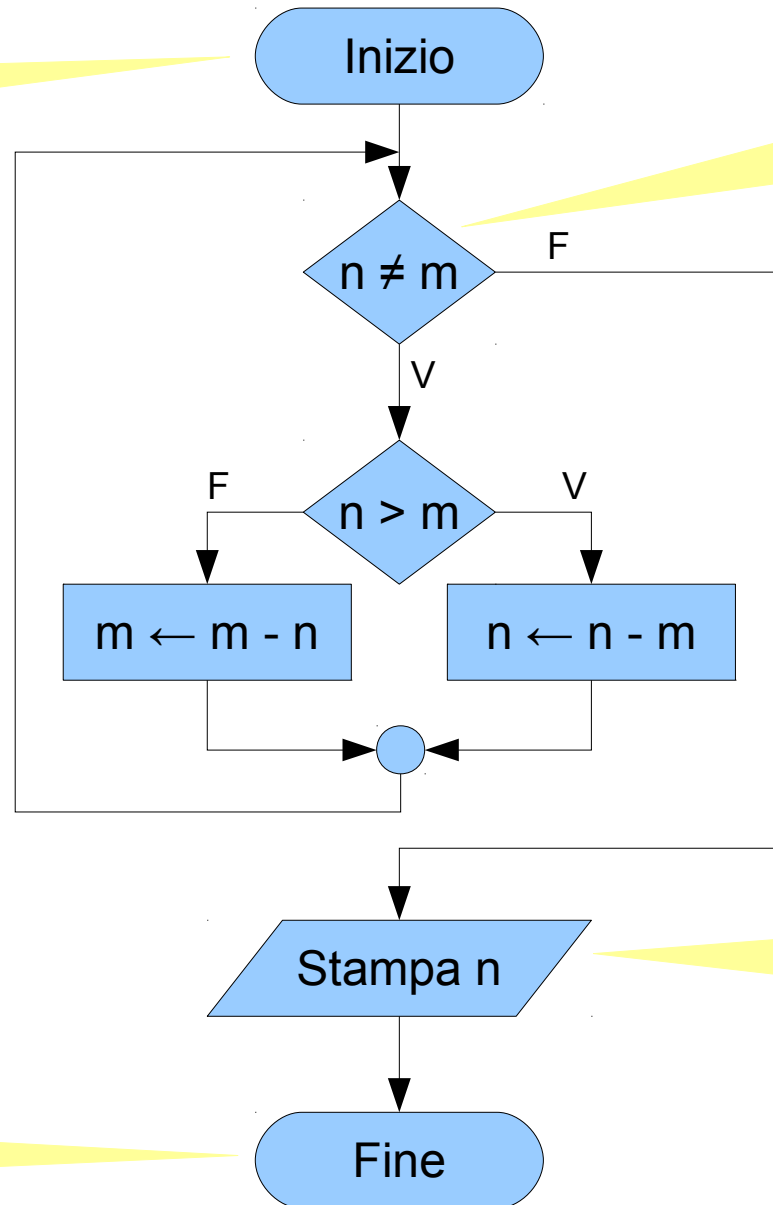 Inizio
n ≠ m
F
V
n > m
F
V
m ← m - n
n ← n - m
Stampa n
Fine